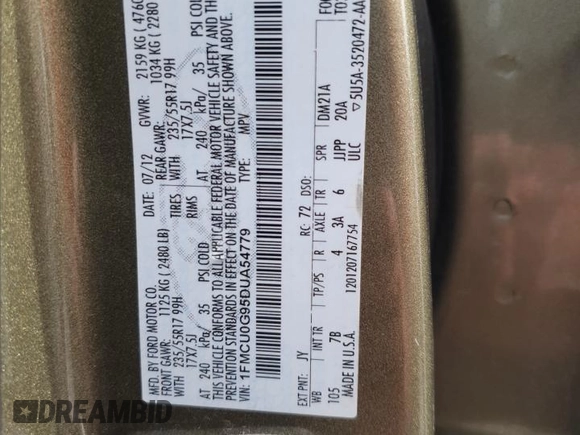 MFD. BY FORD MOTOR CO.
DATE: 07/12 GVWR: 2159 KG (4760
FRONT GAWR: 1125 KG (2480 LB) REAR GAWR: 1034 KG (2280
WITH 235/55R17 99H TIRES WITH 235/55R17 99H
17X7.5J RIMS 17X7.5J
AT 240 kPa/ 35 PSI COLD AT 240 kPa/ 35 PSI COLD
THIS VEHICLE CONFORMS TO ALL APPLICABLE FEDERAL MOTOR VEHICLE SAFETY AND
PREVENTION STANDARDS IN EFFECT ON THE DATE OF MANUFACTURE SHOWN ABOVE.
VIN: 1FMCU0G95DUA54779 TYPE: MPV
EXT PNT: JY RC: 72 DSO:
WB INT TR TP/PS R AXLE TR SPR
105 7B 4 3A 6 JJPP
DM21A
20A
MADE IN U.S.A. ULC
1201207167754
▽ 5U5A-3520472-AA
DREAMBID